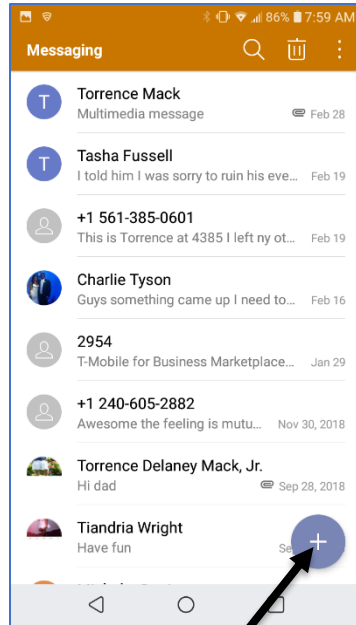 86% 7:59 AM
Messaging
T Torrence Mack
Multimedia message Feb 28
T Tasha Fussell
I told him I was sorry to ruin his eve... Feb 19
+1 561-385-0601
This is Torrence at 4385 I left ny ot... Feb 19
Charlie Tyson
Guys something came up I need to... Feb 16
2954
T-Mobile for Business Marketplace... Jan 29
+1 240-605-2882
Awesome the feeling is mutu... Nov 30, 2018
Torrence Delaney Mack, Jr.
Hi dad Sep 28, 2018
Tiandria Wright
Have fun Se
+